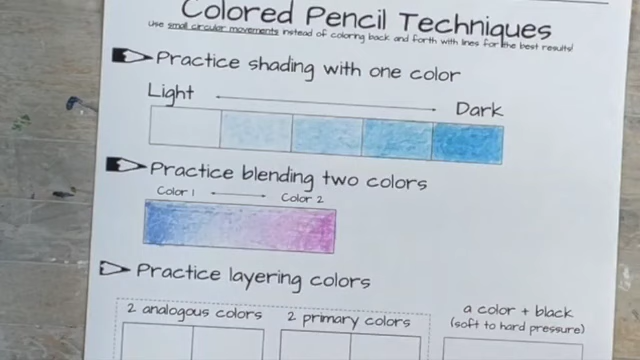 Colored Pencil Techniques
use small circular movements instead of coloring back and forth with lines for the best results!
Practice shading with one color
Light
Dark
Practice blending two colors
Color 1
Color 2
Practice layering colors
2 analogous colors
2 primary colors
a color + black
(soft to hard pressure)